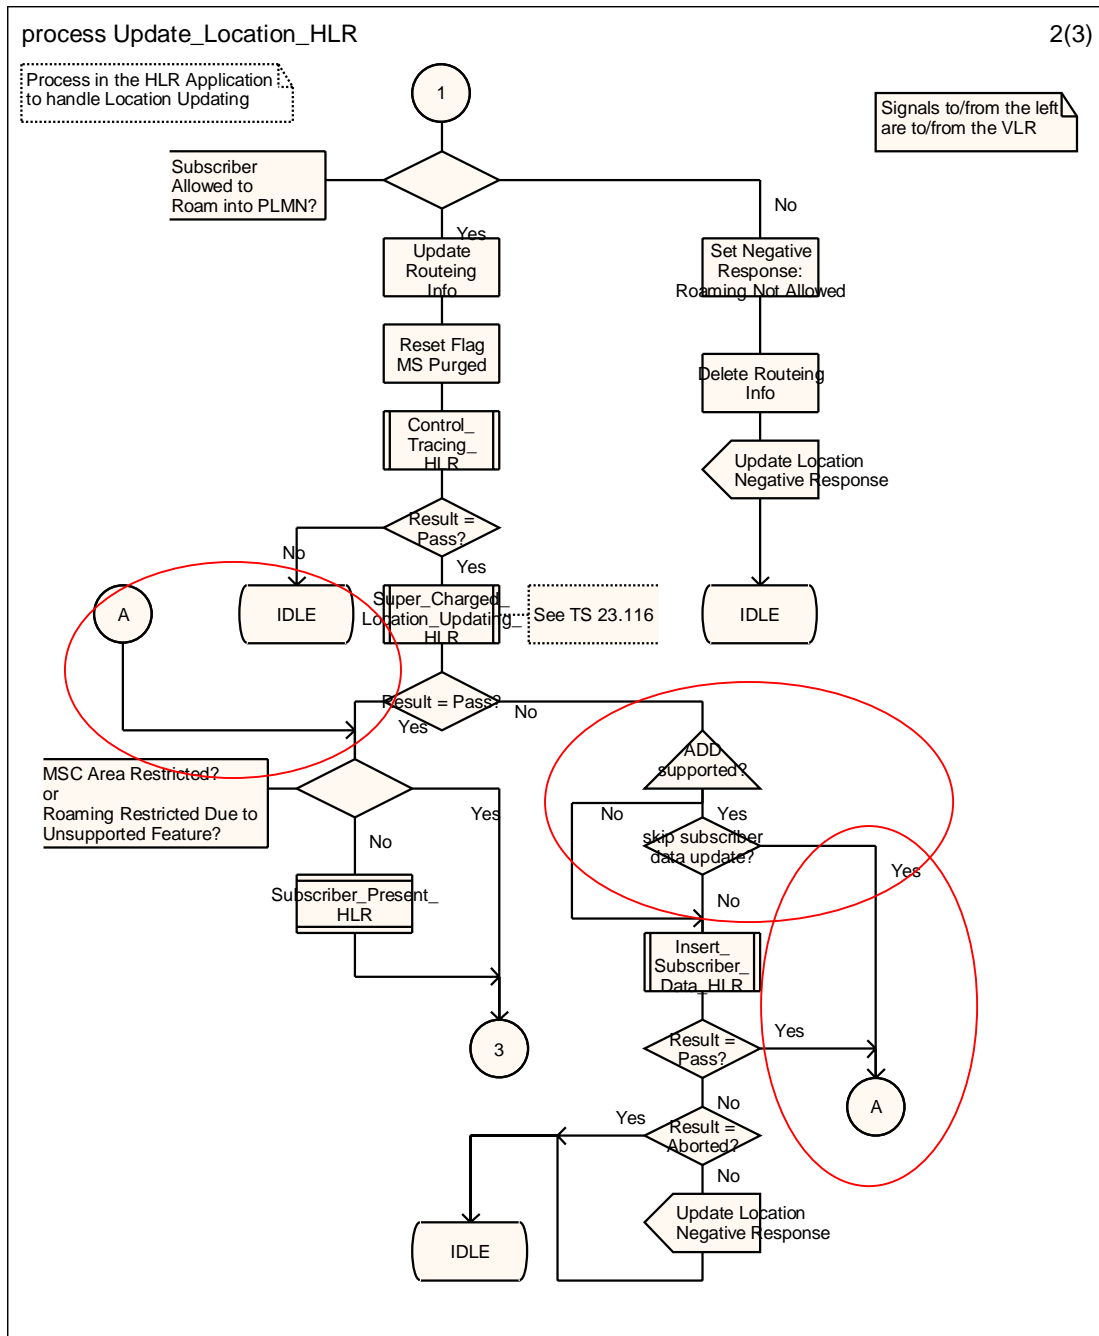 process Update_Location_HLR
2(3)
Process in the HLR Application
to handle Location Updating
1
Signals to/from the left
are to/from the VLR
Subscriber
Allowed to
Roam into PLMN?
No
Yes
Update
Routeing
Info
Set Negative
Response:
Roaming Not Allowed
Reset Flag
MS Purged
Delete Routeing
Info
Control_
Tracing_
HLR
Update Location
Negative Response
Result =
Pass?
No
Yes
A
IDLE
Super_Charged_
Location_Updating_
HLR
See TS 23.116
IDLE
Result = Pass?
Yes
No
ADD
supported?
MSC Area Restricted?
or
Roaming Restricted Due to
Unsupported Feature?
Yes
No
No
Yes
skip subscriber
data update?
Yes
No
Subscriber_Present_
HLR
Insert_
Subscriber_
Data_HLR
3
Result =
Pass?
Yes
No
A
Yes
Result =
Aborted?
No
Update Location
Negative Response
IDLE